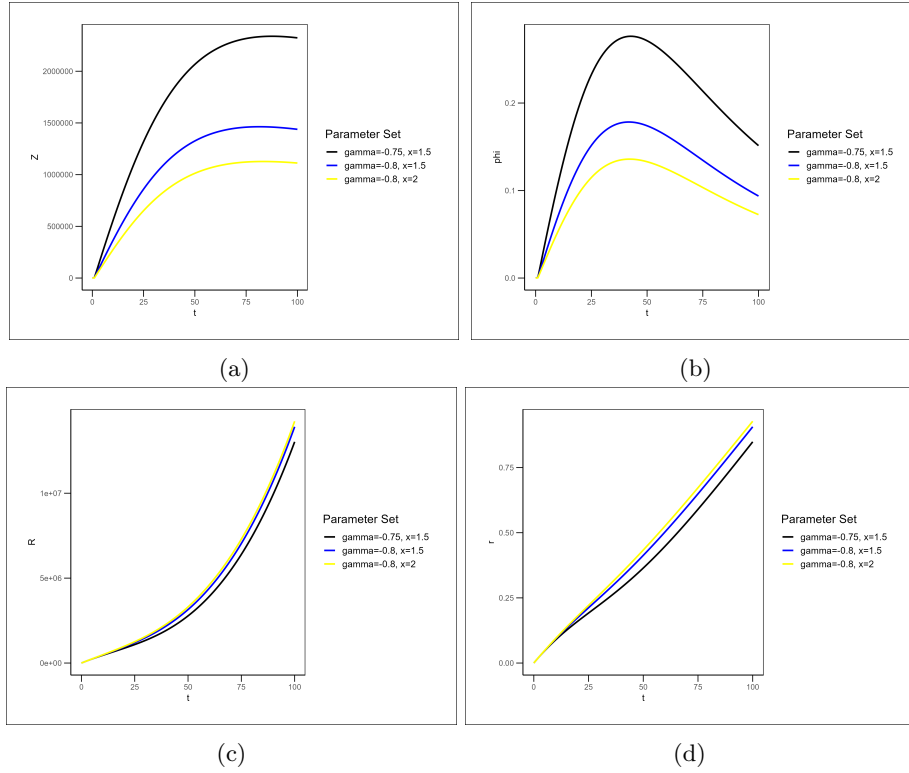 2000000
1500000
1000000
500000
0
Z
0 25 50 75 100
t
Parameter Set
gamma=-0.75, x=1.5
gamma=-0.8, x=1.5
gamma=-0.8, x=2
(a)
0.2
0.1
0.0
phi
0 25 50 75 100
t
Parameter Set
gamma=-0.75, x=1.5
gamma=-0.8, x=1.5
gamma=-0.8, x=2
(b)
1e+07
5e+06
0e+00
R
0 25 50 75 100
t
Parameter Set
gamma=-0.75, x=1.5
gamma=-0.8, x=1.5
gamma=-0.8, x=2
(c)
0.75
0.50
0.25
0.00
r
0 25 50 75 100
t
Parameter Set
gamma=-0.75, x=1.5
gamma=-0.8, x=1.5
gamma=-0.8, x=2
(d)